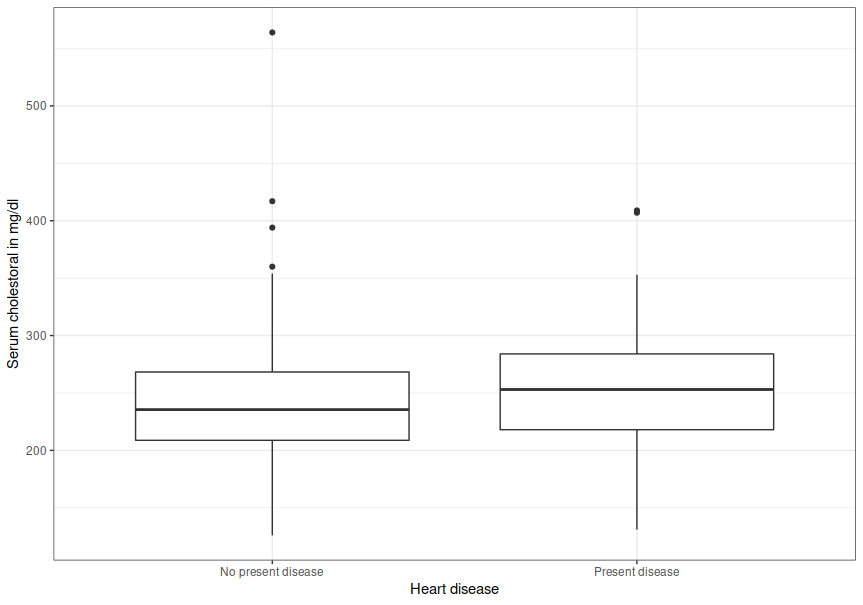 Serum cholestoral in mg/dl
500
400
300
200
No present disease
Present disease
Heart disease